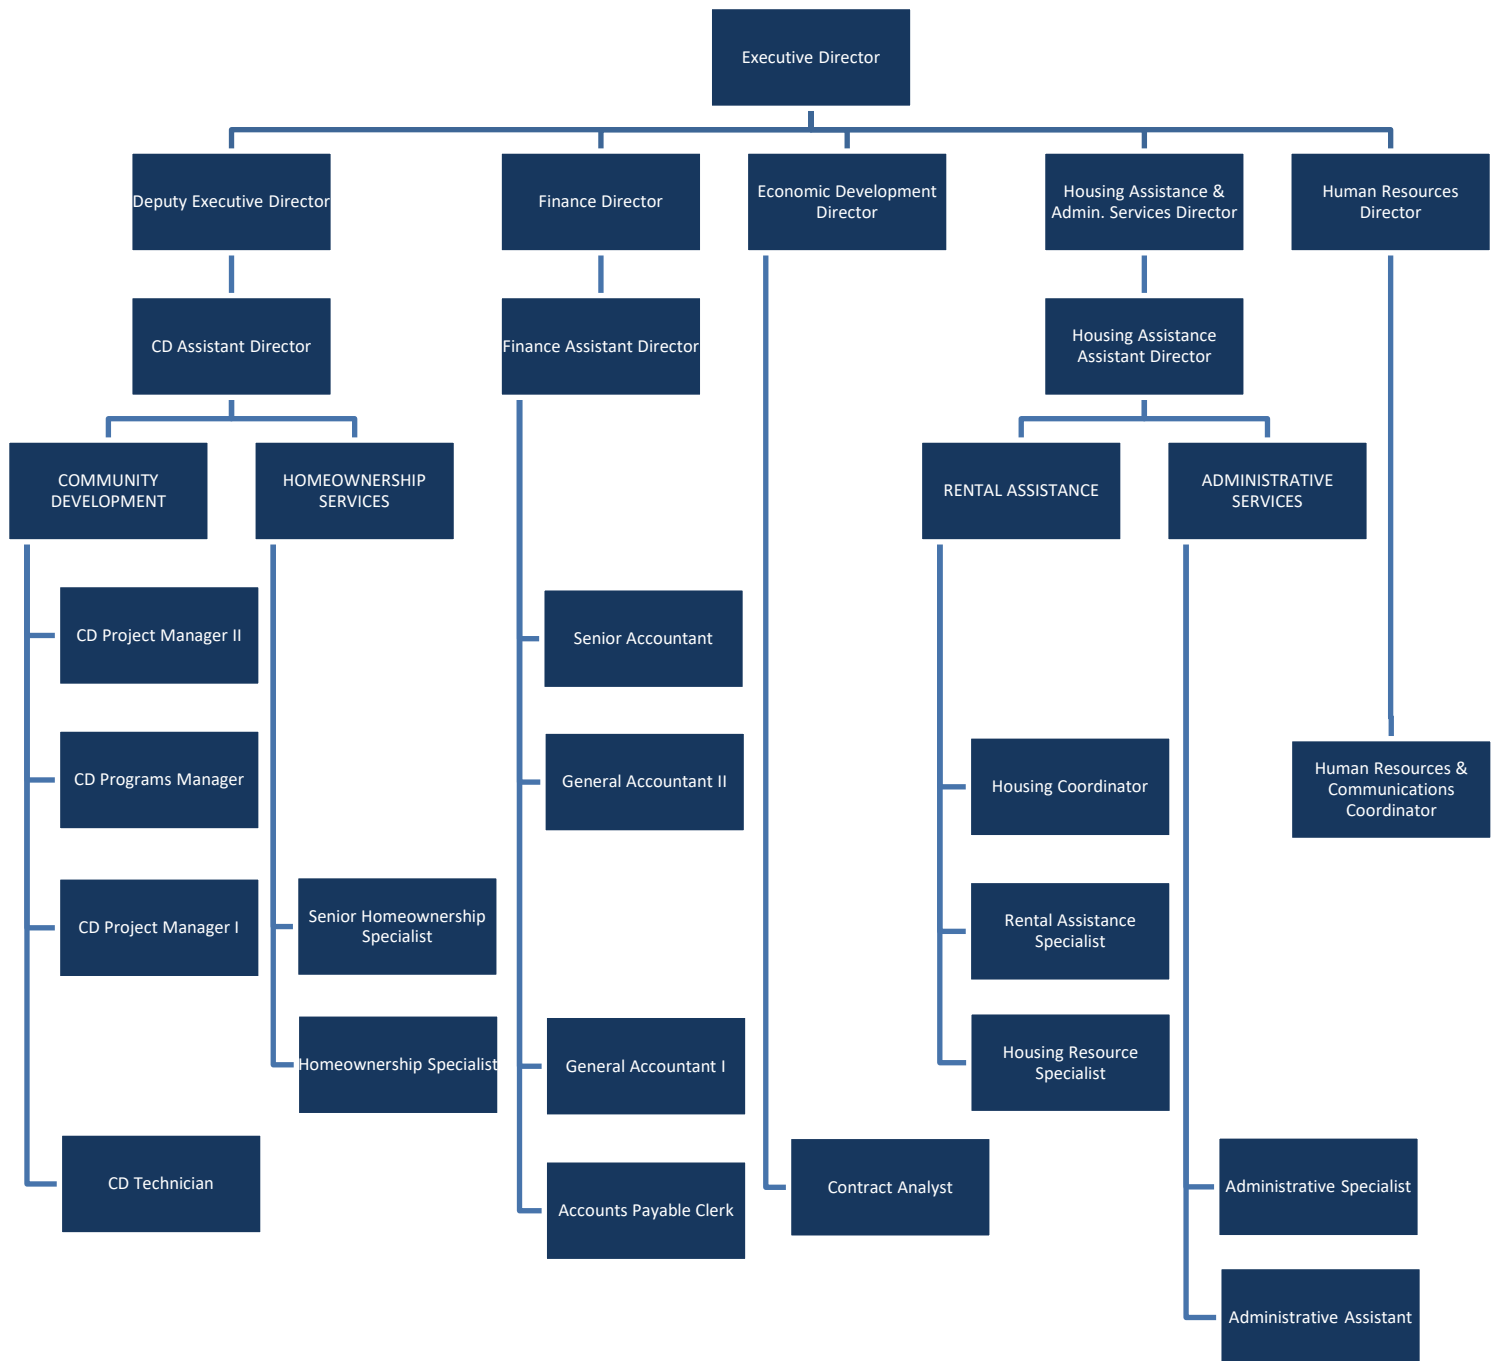 Executive Director
Deputy Executive Director
Finance Director
Economic Development
Director
Housing Assistance &
Admin. Services Director
Human Resources
Director
CD Assistant Director
Finance Assistant Director
Housing Assistance
Assistant Director
COMMUNITY
DEVELOPMENT
HOMEOWNERSHIP
SERVICES
RENTAL ASSISTANCE
ADMINISTRATIVE
SERVICES
CD Project Manager II
Senior Accountant
CD Programs Manager
General Accountant II
Housing Coordinator
Human Resources &
Communications
Coordinator
CD Project Manager I
Senior Homeownership
Specialist
Rental Assistance
Specialist
Homeownership Specialist
General Accountant I
Housing Resource
Specialist
CD Technician
Accounts Payable Clerk
Contract Analyst
Administrative Specialist
Administrative Assistant